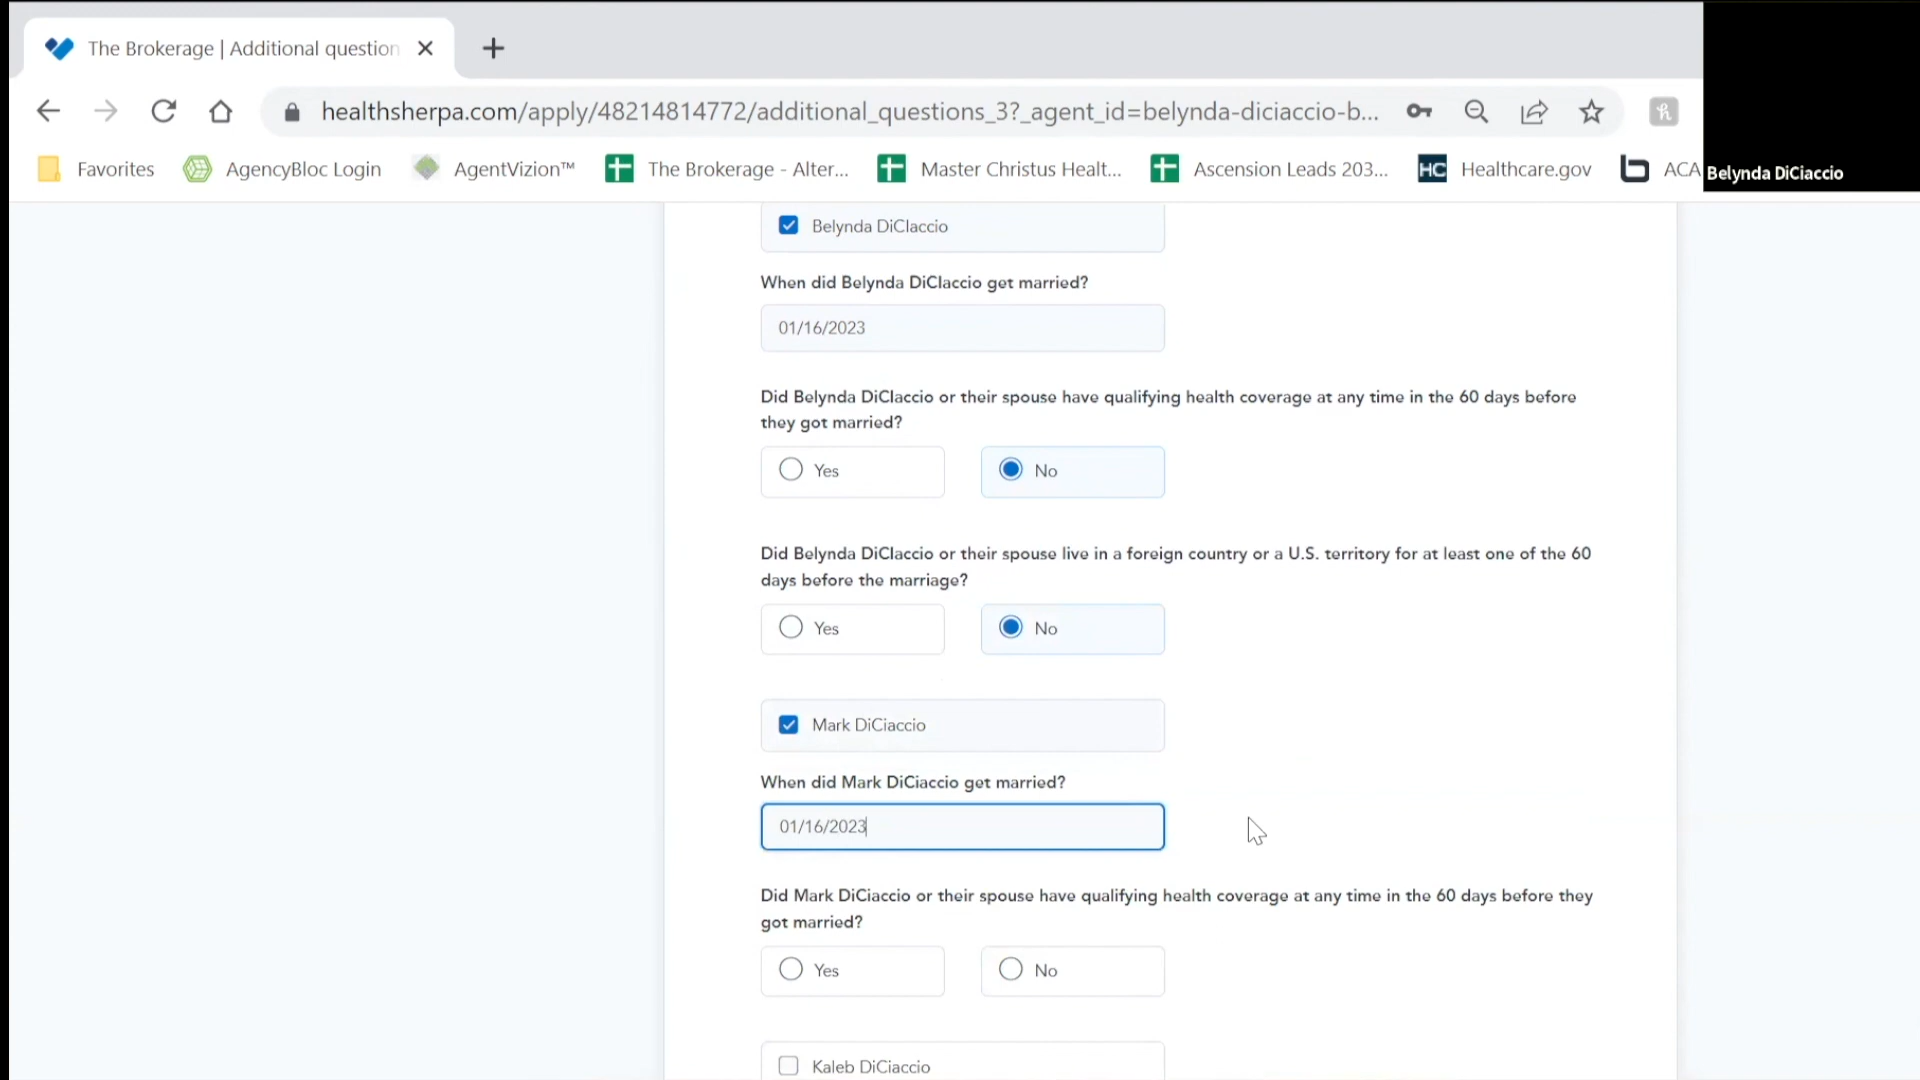 The Brokerage | Additional question
healthsherpa.com/apply/48214814772/additional_questions_3?_agent_id=belynda-diciaccio-b...
Favorites AgencyBloc Login AgentVizion™ The Brokerage - Alter... Master Christus Healt... Ascension Leads 203... HC Healthcare.gov ACA
Belynda DiCiaccio
Belynda DiCIaccio
When did Belynda DiCIaccio get married?
01/16/2023
Did Belynda DiCIaccio or their spouse have qualifying health coverage at any time in the 60 days before
they got married?
Yes No
Did Belynda DiCIaccio or their spouse live in a foreign country or a U.S. territory for at least one of the 60
days before the marriage?
Yes No
Mark DiCiaccio
When did Mark DiCiaccio get married?
01/16/2023
Did Mark DiCiaccio or their spouse have qualifying health coverage at any time in the 60 days before they
got married?
Yes No
Kaleb DiCiaccio